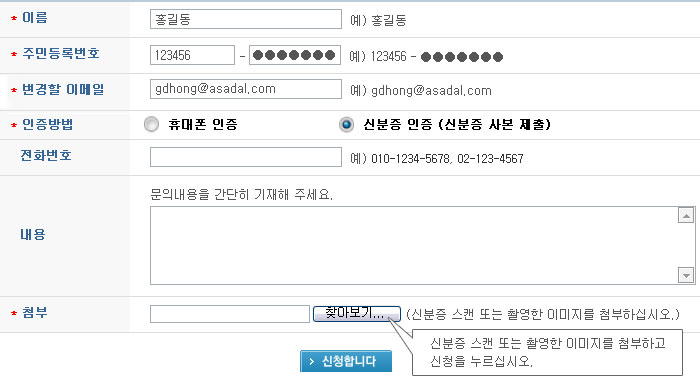 * 이름 홍길동 예) 홍길동
* 주민등록번호 123456 - ●●●●●●● 예) 123456 - ●●●●●●●
* 변경할 이메일 gdhong@asadal.com 예) gdhong@asadal.com
* 인증방법 휴대폰 인증 신분증 인증 (신분증 사본 제출)
전화번호 예) 010-1234-5678, 02-123-4567
문의내용을 간단히 기재해 주세요.
내용
* 첨부 찾아보기... (신분증 스캔 또는 촬영한 이미지를 첨부하십시오.)
신분증 스캔 또는 촬영한 이미지를 첨부하고
신청을 누르십시오.
> 신청합니다